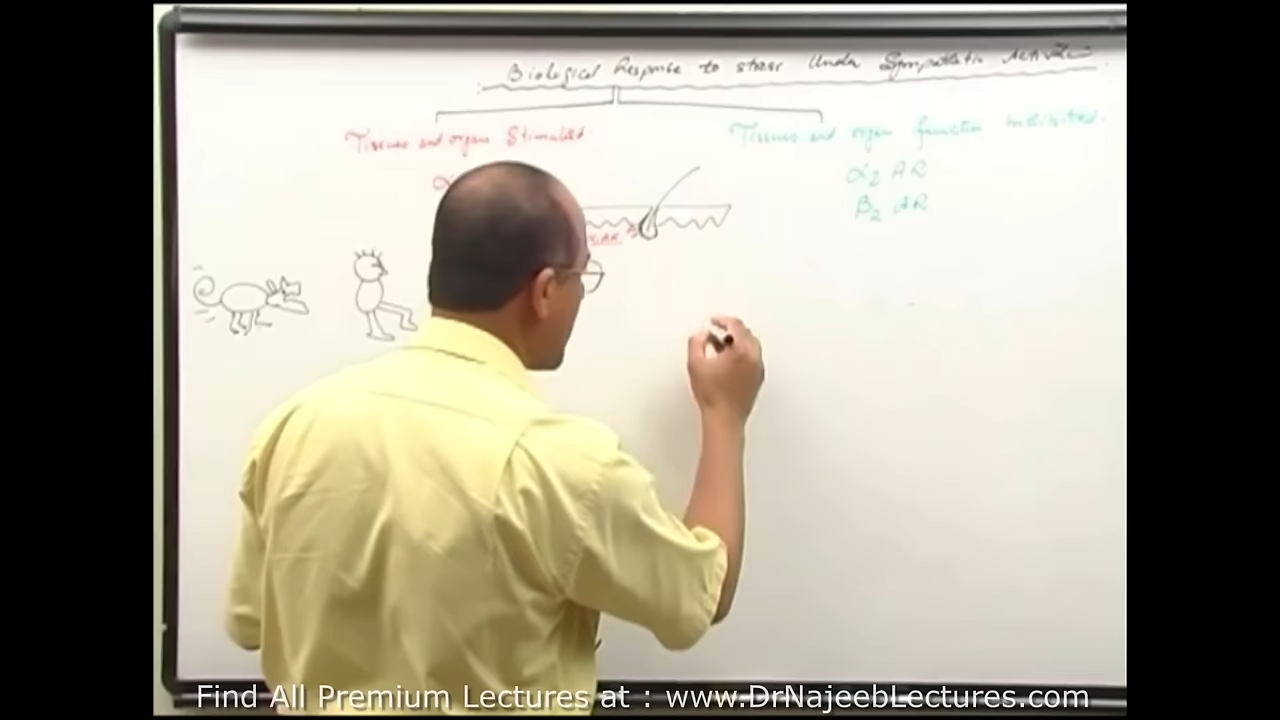 Biological Response to stress Under Sympathetic
Tissues and organs Stimulated.
Tissues and organ function Inhibited.
α
α2 AR
β2 AR
AR
Find All Premium Lectures at : www.DrNajeebLectures.com